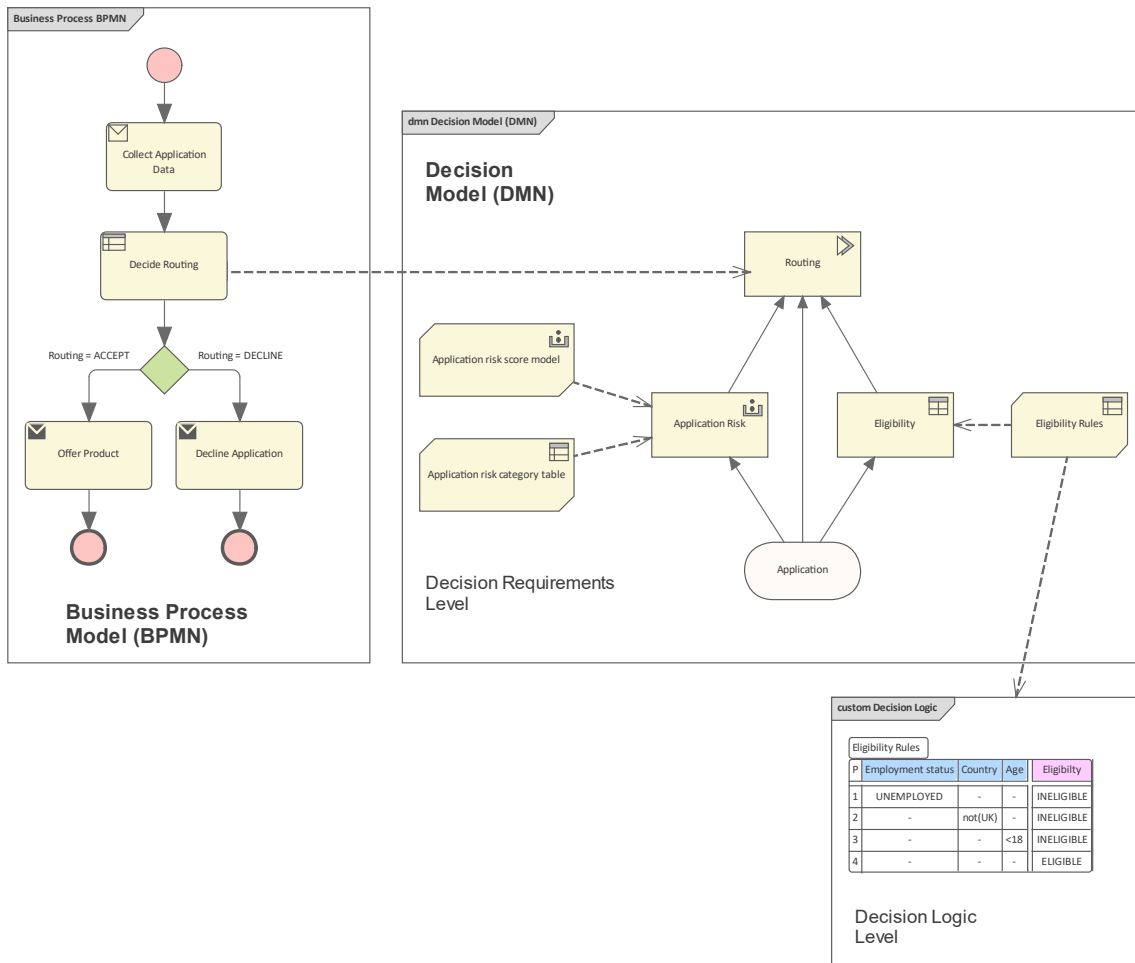 Business Process BPMN
Collect Application
Data
Decide Routing
Routing = ACCEPT
Routing = DECLINE
Offer Product
Decline Application
Business Process
Model (BPMN)
dmn Decision Model (DMN)
Decision
Model (DMN)
Routing
Application risk score model
Application Risk
Eligibility
Eligibility Rules
Application risk category table
Application
Decision Requirements
Level
custom Decision Logic
Eligibility Rules
P Employment status Country Age Eligibilty
1 UNEMPLOYED - - INELIGIBLE
2 - not(UK) - INELIGIBLE
3 - - <18 INELIGIBLE
4 - - - ELIGIBLE
Decision Logic
Level